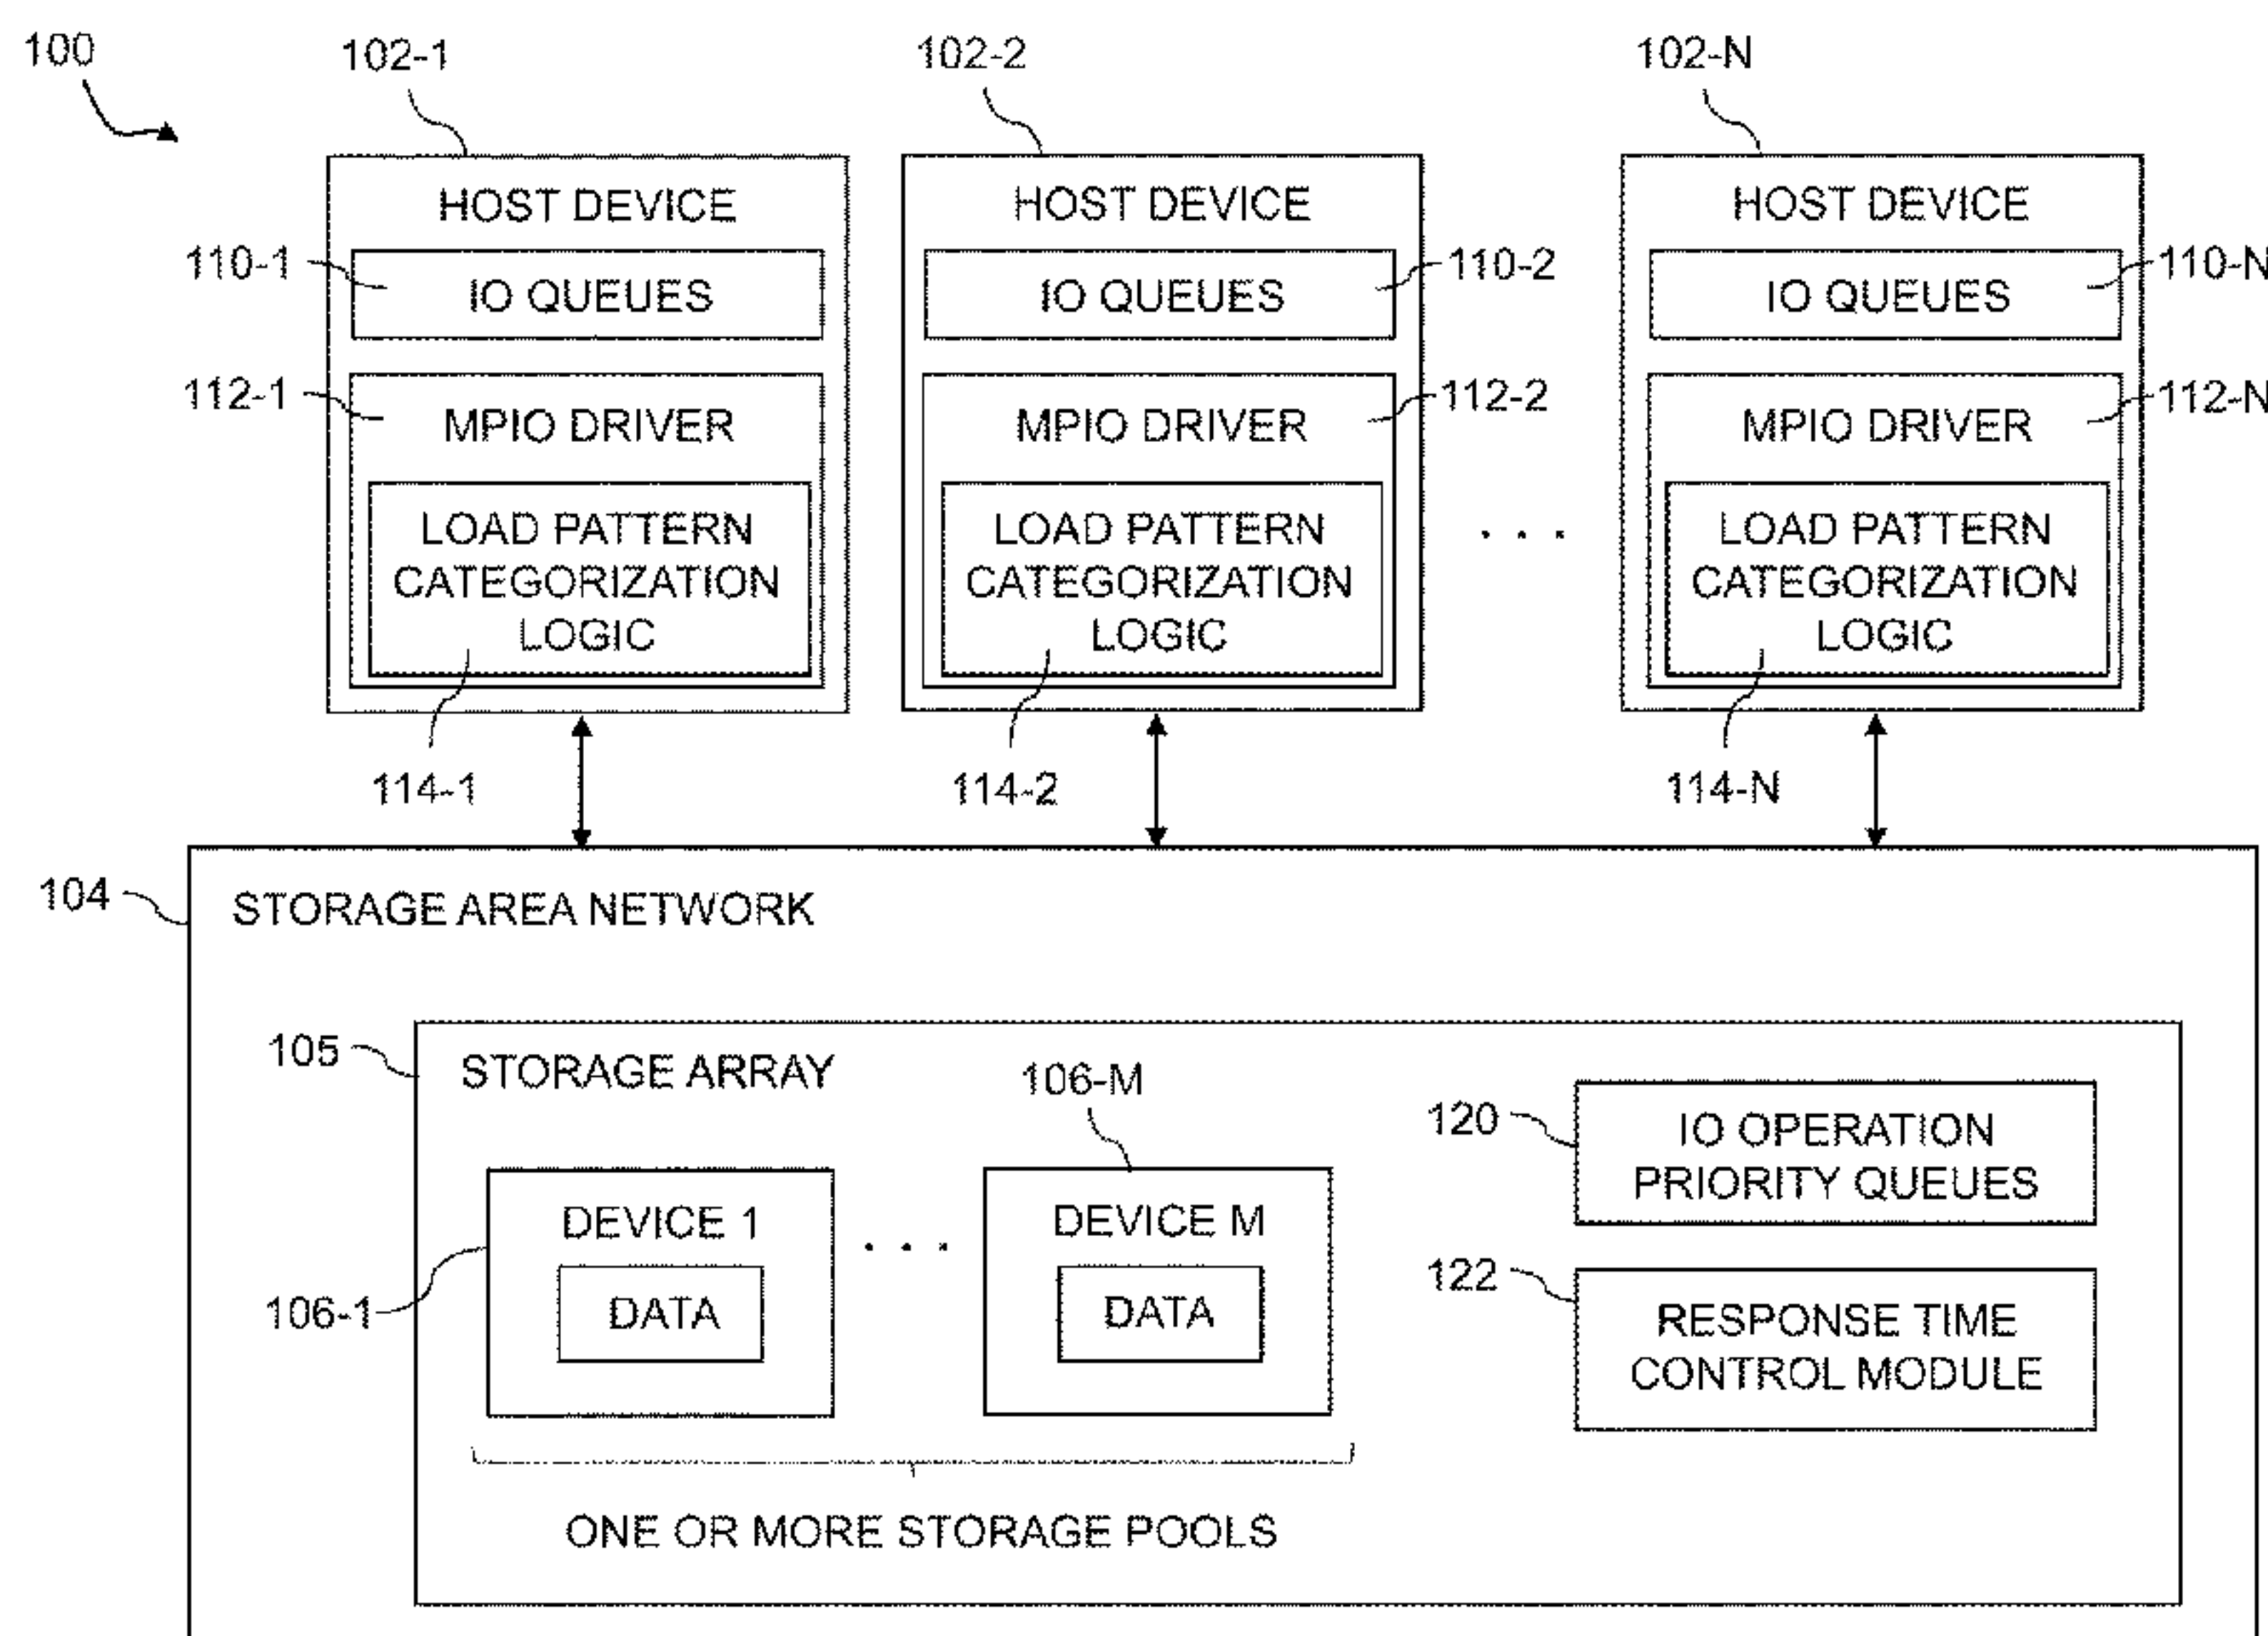 100
102-1
102-2
102-N
HOST DEVICE
HOST DEVICE
HOST DEVICE
110-1
IO QUEUES
IO QUEUES
110-2
IO QUEUES
110-N
112-1
MPIO DRIVER
MPIO DRIVER
112-2
MPIO DRIVER
112-N
LOAD PATTERN
CATEGORIZATION
LOGIC
LOAD PATTERN
CATEGORIZATION
LOGIC
. . .
LOAD PATTERN
CATEGORIZATION
LOGIC
114-1
114-2
114-N
104
STORAGE AREA NETWORK
105
STORAGE ARRAY
106-M
120
IO OPERATION
PRIORITY QUEUES
DEVICE 1
DATA
. . .
DEVICE M
DATA
106-1
122
RESPONSE TIME
CONTROL MODULE
ONE OR MORE STORAGE POOLS